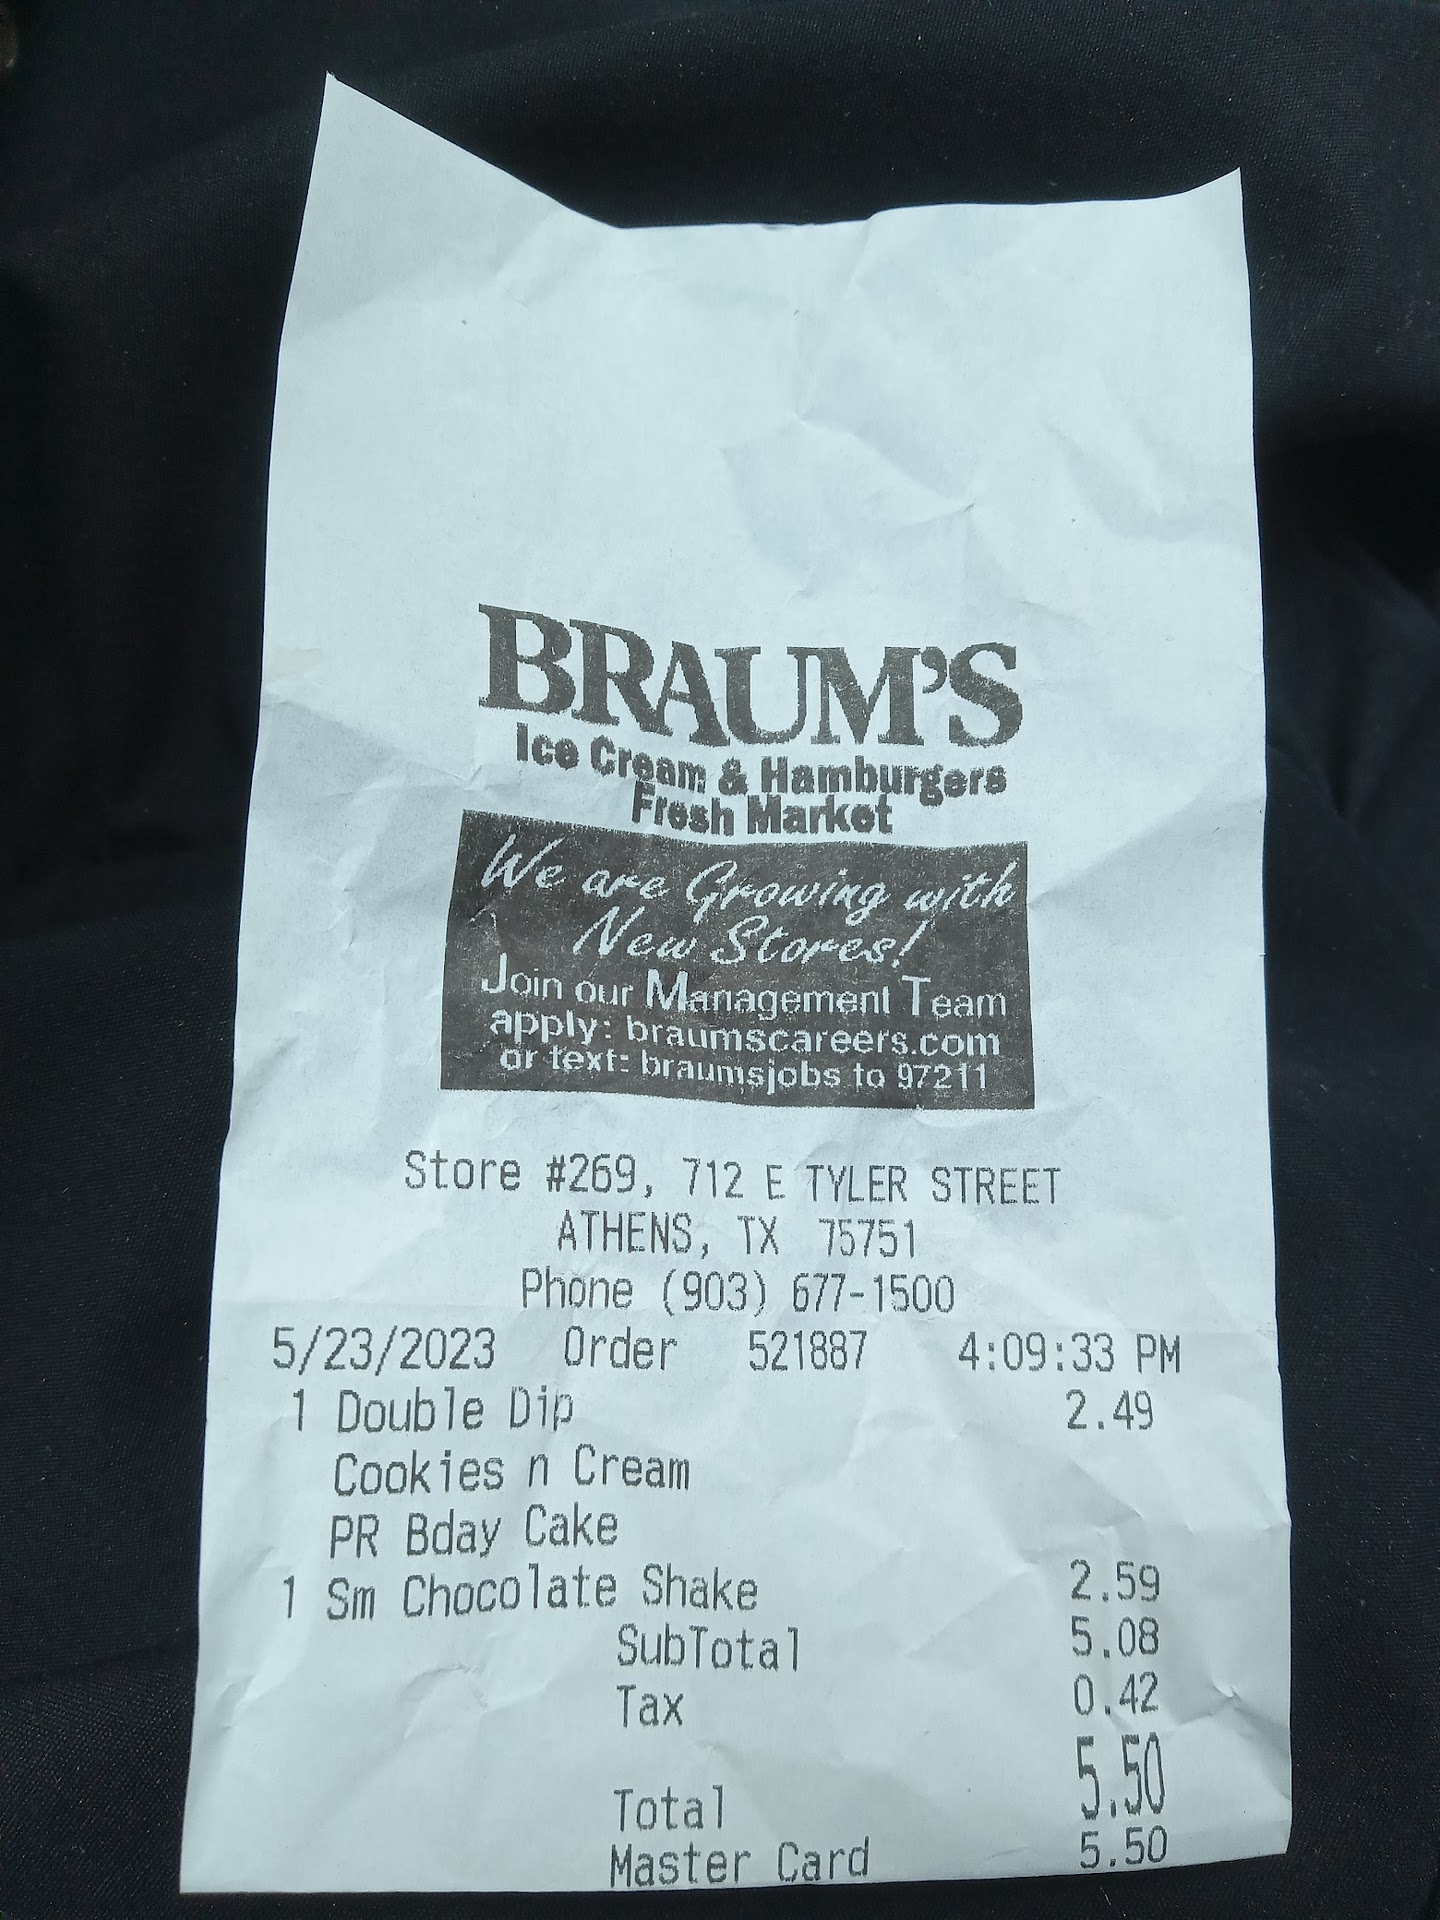 BRAUM'S
Ice Cream & Hamburgers
Fresh Market
We are Growing with
New Stores!
Join our Management Team
apply: braumscareers.com
or text: braumsjobs to 97211
Store #269, 712 E TYLER STREET
ATHENS, TX 75751
Phone (903) 677-1500
5/23/2023 Order 521887 4:09:33 PM
1 Double Dip 2.49
Cookies n Cream
PR Bday Cake
1 Sm Chocolate Shake 2.59
SubTotal 5.08
Tax 0.42
Total 5.50
Master Card 5.50